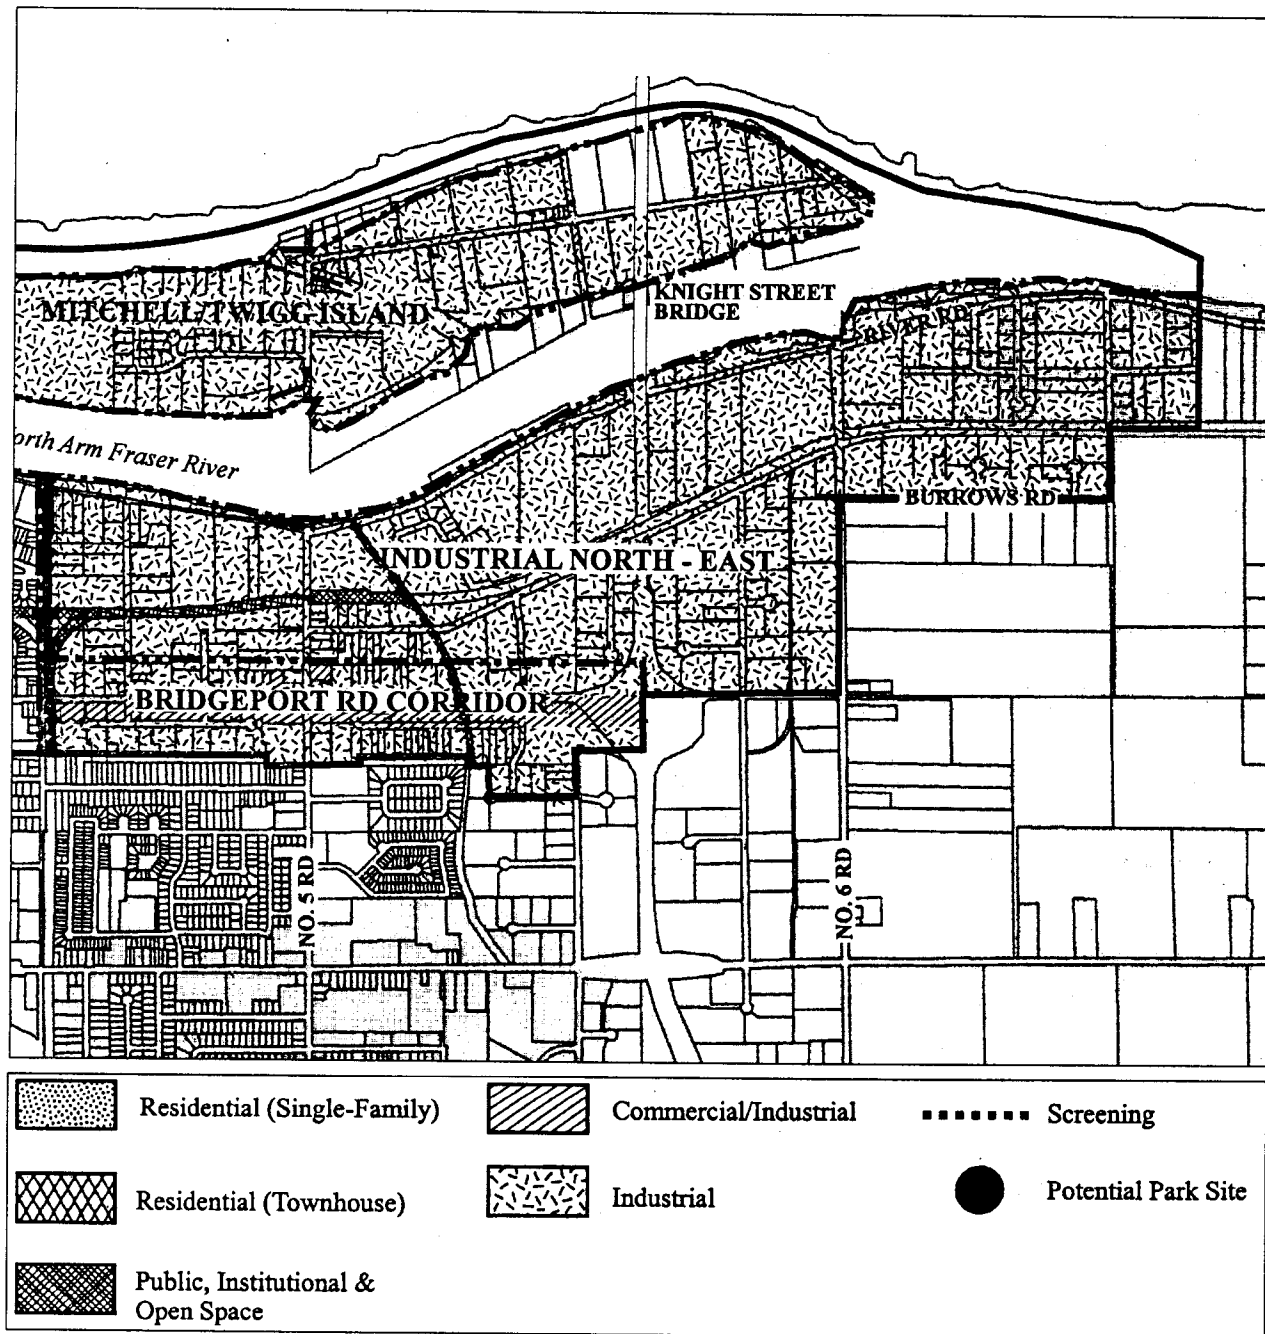 MITCHELL/TWIGG ISLAND
KNIGHT STREET
BRIDGE
RIVER RD
orth Arm Fraser River
BURROWS RD
INDUSTRIAL NORTH - EAST
BRIDGEPORT RD CORRIDOR
NO. 5 RD
NO. 6 RD
Residential (Single-Family)
Commercial/Industrial
Screening
Residential (Townhouse)
Industrial
Potential Park Site
Public, Institutional &
Open Space